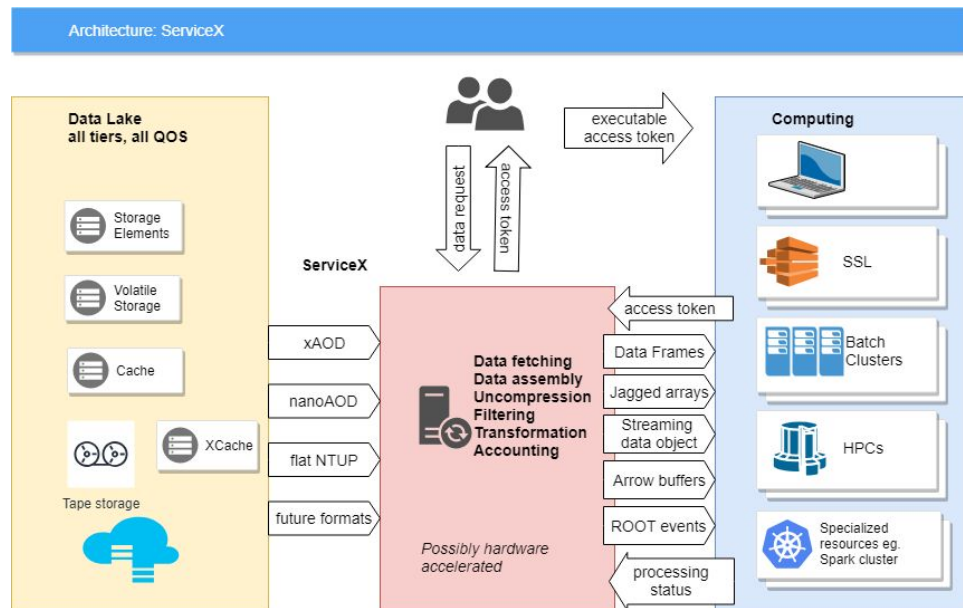 Architecture: ServiceX
Data Lake
all tiers, all QOS
Storage
Elements
Volatile
Storage
Cache
XCache
Tape storage
ServiceX
xAOD
nanoAOD
flat NTUP
future formats
data request
access token
executable
access token
Data fetching
Data assembly
Uncompression
Filtering
Transformation
Accounting
Possibly hardware
accelerated
access token
Data Frames
Jagged arrays
Streaming
data object
Arrow buffers
ROOT events
processing
status
Computing
SSL
Batch
Clusters
HPCs
Specialized
resources eg.
Spark cluster